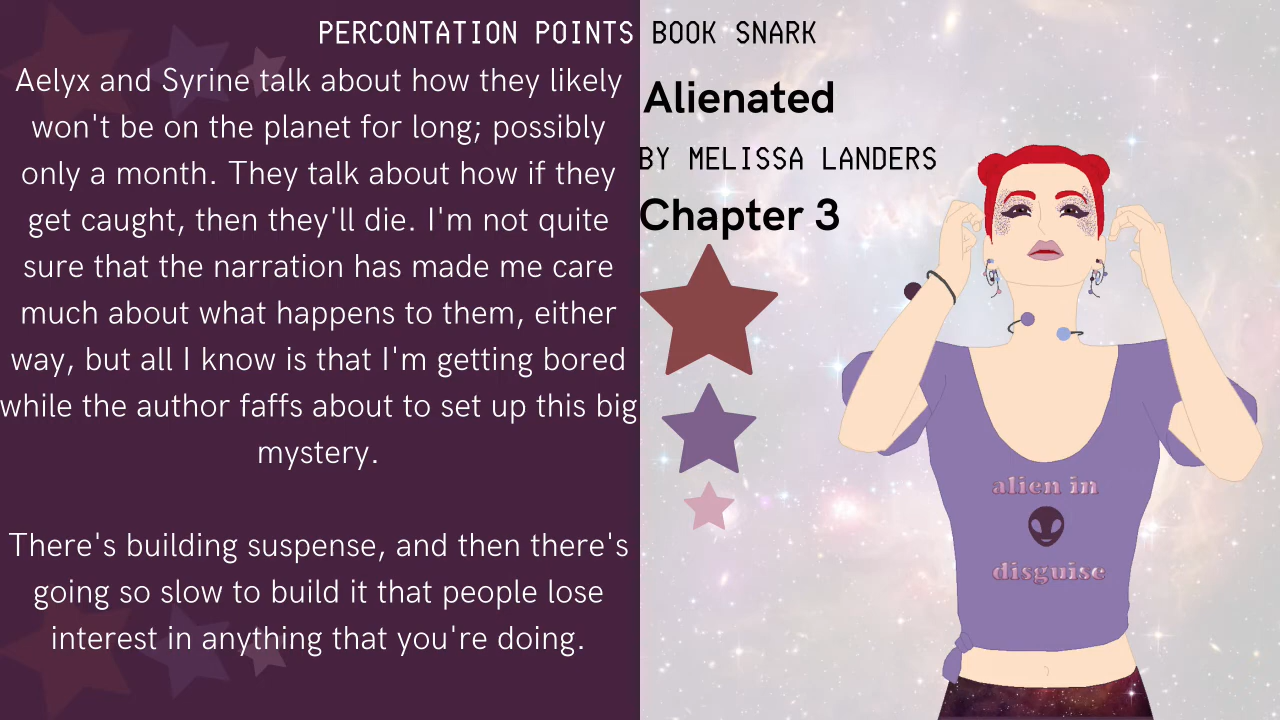 PERCONTATION POINTS BOOK SNARK
Aelyx and Syrine talk about how they likely
won't be on the planet for long; possibly
only a month. They talk about how if they
get caught, then they'll die. I'm not quite
sure that the narration has made me care
much about what happens to them, either
way, but all I know is that I'm getting bored
while the author faffs about to set up this big
mystery.
There's building suspense, and then there's
going so slow to build it that people lose
interest in anything that you're doing.
Alienated
BY MELISSA LANDERS
Chapter 3
alien in
disguise